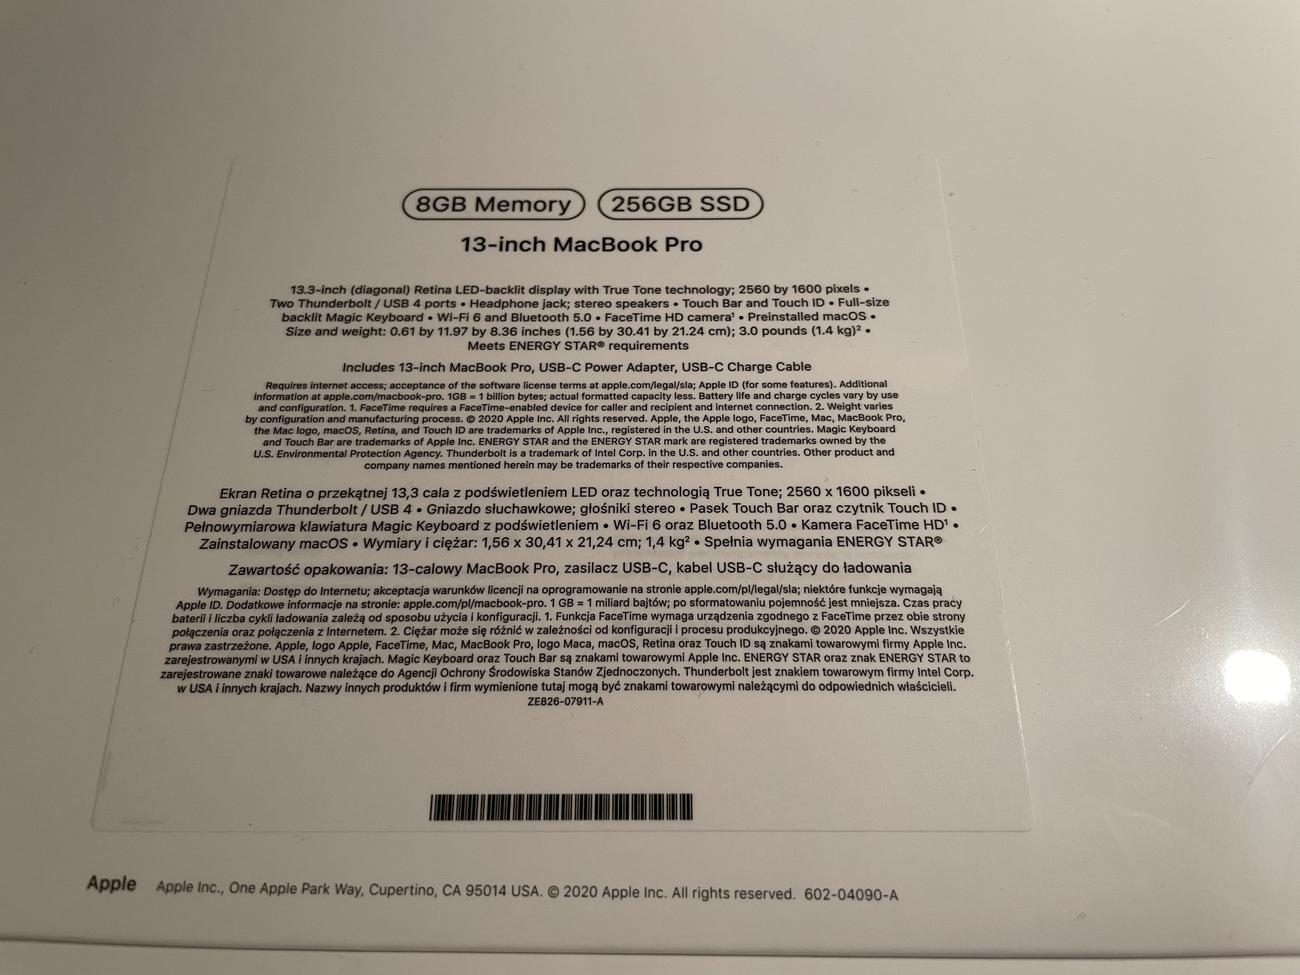 8GB Memory 256GB SSD
13-inch MacBook Pro
13.3-inch (diagonal) Retina LED-backlit display with True Tone technology; 2560 by 1600 pixels •
Two Thunderbolt / USB 4 ports • Headphone jack; stereo speakers • Touch Bar and Touch ID • Full-size
backlit Magic Keyboard • Wi-Fi 6 and Bluetooth 5.0 • FaceTime HD camera¹ • Preinstalled macOS •
Size and weight: 0.61 by 11.97 by 8.36 inches (1.56 by 30.41 by 21.24 cm); 3.0 pounds (1.4 kg)² •
Meets ENERGY STAR® requirements
Includes 13-inch MacBook Pro, USB-C Power Adapter, USB-C Charge Cable
Requires internet access; acceptance of the software license terms at apple.com/legal/sla; Apple ID (for some features). Additional
information at apple.com/macbook-pro. 1GB = 1 billion bytes; actual formatted capacity less. Battery life and charge cycles vary by use
and configuration. 1. FaceTime requires a FaceTime-enabled device for caller and recipient and internet connection. 2. Weight varies
by configuration and manufacturing process. © 2020 Apple Inc. All rights reserved. Apple, the Apple logo, FaceTime, Mac, MacBook Pro,
the Mac logo, macOS, Retina, and Touch ID are trademarks of Apple Inc., registered in the U.S. and other countries. Magic Keyboard
and Touch Bar are trademarks of Apple Inc. ENERGY STAR and the ENERGY STAR mark are registered trademarks owned by the
U.S. Environmental Protection Agency. Thunderbolt is a trademark of Intel Corp. in the U.S. and other countries. Other product and
company names mentioned herein may be trademarks of their respective companies.
Ekran Retina o przekątnej 13,3 cala z podświetleniem LED oraz technologią True Tone; 2560 x 1600 pikseli •
Dwa gniazda Thunderbolt / USB 4 • Gniazdo słuchawkowe; głośniki stereo • Pasek Touch Bar oraz czytnik Touch ID •
Pełnowymiarowa klawiatura Magic Keyboard z podświetleniem • Wi-Fi 6 oraz Bluetooth 5.0 • Kamera FaceTime HD¹ •
Zainstalowany macOS • Wymiary i ciężar: 1,56 x 30,41 x 21,24 cm; 1,4 kg² • Spełnia wymagania ENERGY STAR®
Zawartość opakowania: 13-calowy MacBook Pro, zasilacz USB-C, kabel USB-C służący do ładowania
Wymagania: Dostęp do Internetu; akceptacja warunków licencji na oprogramowanie na stronie apple.com/pl/legal/sla; niektóre funkcje wymagają
Apple ID. Dodatkowe informacje na stronie: apple.com/pl/macbook-pro. 1 GB = 1 miliard bajtów; po sformatowaniu pojemność jest mniejsza. Czas pracy
baterii i liczba cykli ładowania zależą od sposobu użycia i konfiguracji. 1. Funkcja FaceTime wymaga urządzenia zgodnego z FaceTime przez obie strony
połączenia oraz połączenia z Internetem. 2. Ciężar może się różnić w zależności od konfiguracji i procesu produkcyjnego. © 2020 Apple Inc. Wszystkie
prawa zastrzeżone. Apple, logo Apple, FaceTime, Mac, MacBook Pro, logo Maca, macOS, Retina oraz Touch ID są znakami towarowymi firmy Apple Inc.
zarejestrowanymi w USA i innych krajach. Magic Keyboard oraz Touch Bar są znakami towarowymi Apple Inc. ENERGY STAR oraz znak ENERGY STAR to
zarejestrowane znaki towarowe należące do Agencji Ochrony Środowiska Stanów Zjednoczonych. Thunderbolt jest znakiem towarowym firmy Intel Corp.
w USA i innych krajach. Nazwy innych produktów i firm wymienione tutaj mogą być znakami towarowymi należącymi do odpowiednich właścicieli.
ZE826-07911-A
Apple Apple Inc., One Apple Park Way, Cupertino, CA 95014 USA. © 2020 Apple Inc. All rights reserved. 602-04090-A